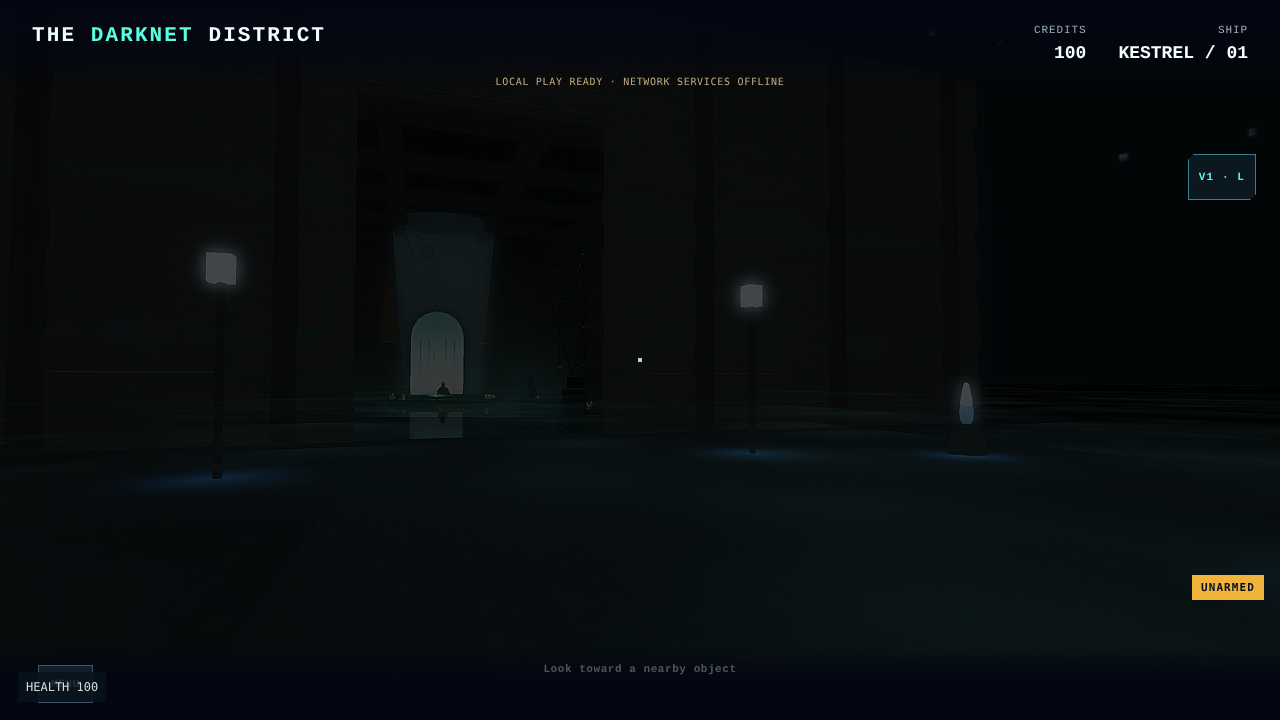 THE DARKNET DISTRICT
CREDITS
100
SHIP
KESTREL / 01
LOCAL PLAY READY · NETWORK SERVICES OFFLINE
V1 · L
UNARMED
Look toward a nearby object
HEALTH 100